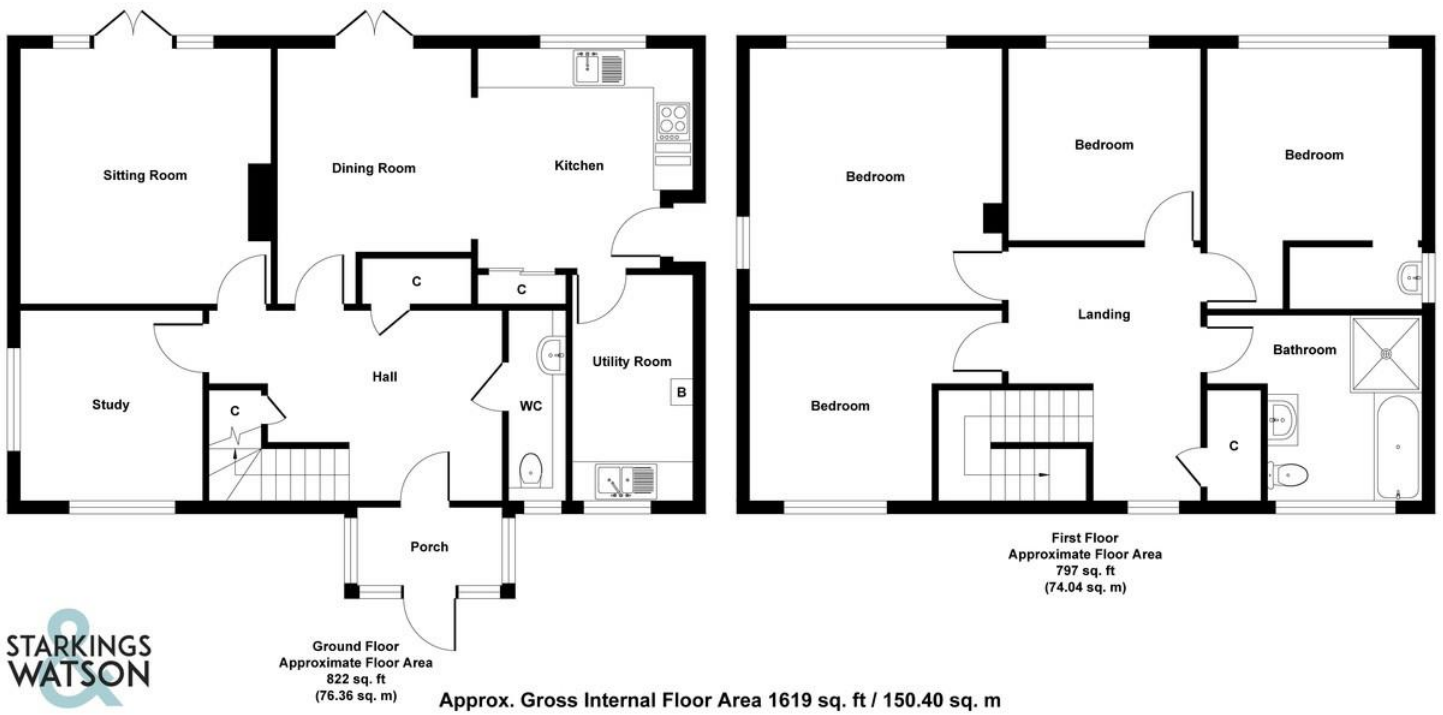 Sitting Room
Dining Room
Kitchen
C
C
Utility Room
B
Hall
Study
C
WC
Porch
Bedroom
Bedroom
Bedroom
Landing
Bathroom
Bedroom
C
First Floor
Approximate Floor Area
797 sq. ft
(74.04 sq. m)
Ground Floor
Approximate Floor Area
822 sq. ft
(76.36 sq. m)
&
STARKINGS
WATSON
Approx. Gross Internal Floor Area 1619 sq. ft / 150.40 sq. m